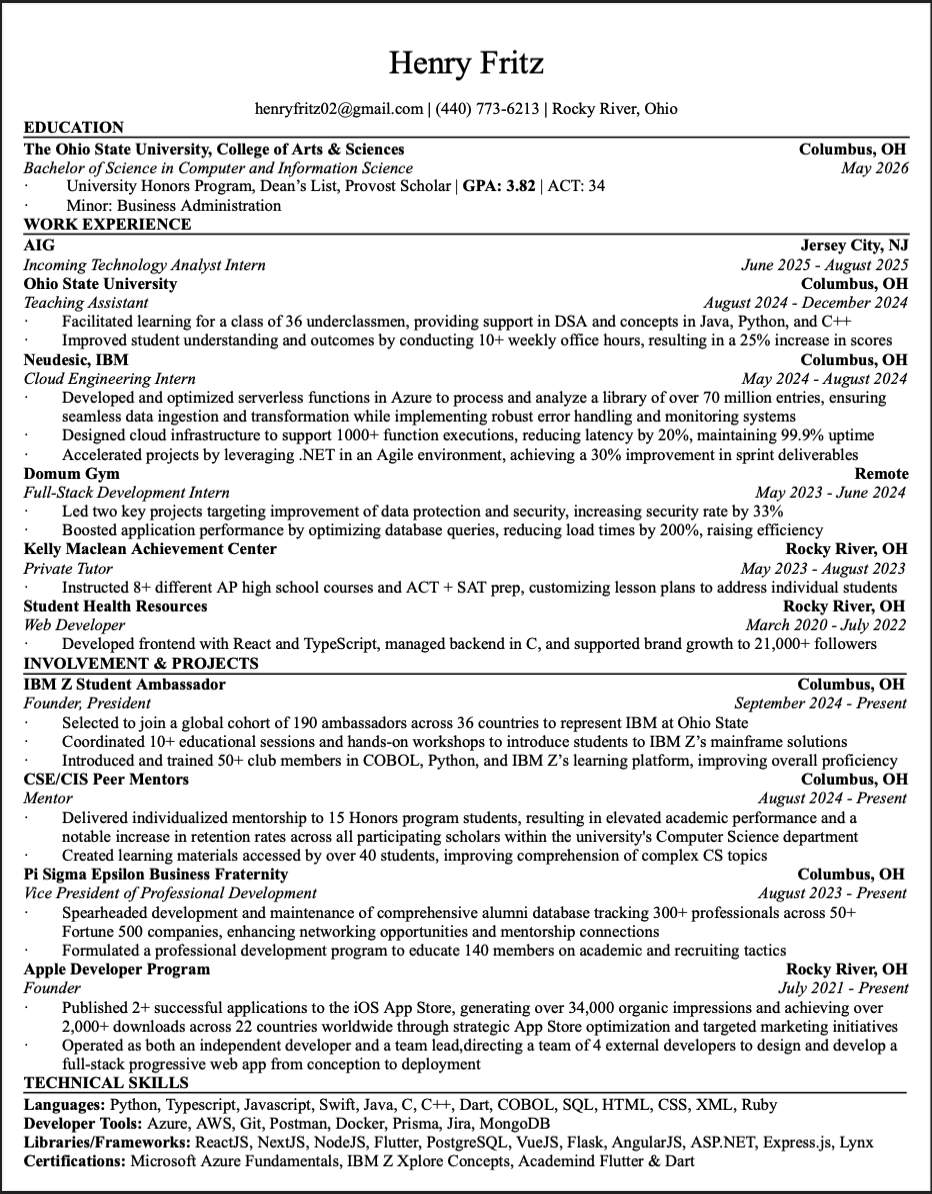 Henry Fritz
henryfritz02@gmail.com | (440) 773-6213 | Rocky River, Ohio
EDUCATION
The Ohio State University, College of Arts & Sciences Columbus, OH
Bachelor of Science in Computer and Information Science May 2026
· University Honors Program, Dean's List, Provost Scholar | GPA: 3.82 | ACT: 34
· Minor: Business Administration
WORK EXPERIENCE
AIG Jersey City, NJ
Incoming Technology Analyst Intern June 2025 - August 2025
Ohio State University Columbus, OH
Teaching Assistant August 2024 - December 2024
· Facilitated learning for a class of 36 underclassmen, providing support in DSA and concepts in Java, Python, and C++
· Improved student understanding and outcomes by conducting 10+ weekly office hours, resulting in a 25% increase in scores
Neudesic, IBM Columbus, OH
Cloud Engineering Intern May 2024 - August 2024
· Developed and optimized serverless functions in Azure to process and analyze a library of over 70 million entries, ensuring
seamless data ingestion and transformation while implementing robust error handling and monitoring systems
· Designed cloud infrastructure to support 1000+ function executions, reducing latency by 20%, maintaining 99.9% uptime
· Accelerated projects by leveraging .NET in an Agile environment, achieving a 30% improvement in sprint deliverables
Domum Gym Remote
Full-Stack Development Intern May 2023 - June 2024
· Led two key projects targeting improvement of data protection and security, increasing security rate by 33%
· Boosted application performance by optimizing database queries, reducing load times by 200%, raising efficiency
Kelly Maclean Achievement Center Rocky River, OH
Private Tutor May 2023 - August 2023
· Instructed 8+ different AP high school courses and ACT + SAT prep, customizing lesson plans to address individual students
Student Health Resources Rocky River, OH
Web Developer March 2020 - July 2022
· Developed frontend with React and TypeScript, managed backend in C, and supported brand growth to 21,000+ followers
INVOLVEMENT & PROJECTS
IBM Z Student Ambassador Columbus, OH
Founder, President September 2024 - Present
· Selected to join a global cohort of 190 ambassadors across 36 countries to represent IBM at Ohio State
· Coordinated 10+ educational sessions and hands-on workshops to introduce students to IBM Z's mainframe solutions
· Introduced and trained 50+ club members in COBOL, Python, and IBM Z's learning platform, improving overall proficiency
CSE/CIS Peer Mentors Columbus, OH
Mentor August 2024 - Present
· Delivered individualized mentorship to 15 Honors program students, resulting in elevated academic performance and a
notable increase in retention rates across all participating scholars within the university's Computer Science department
· Created learning materials accessed by over 40 students, improving comprehension of complex CS topics
Pi Sigma Epsilon Business Fraternity Columbus, OH
Vice President of Professional Development August 2023 - Present
· Spearheaded development and maintenance of comprehensive alumni database tracking 300+ professionals across 50+
Fortune 500 companies, enhancing networking opportunities and mentorship connections
· Formulated a professional development program to educate 140 members on academic and recruiting tactics
Apple Developer Program Rocky River, OH
Founder July 2021 - Present
· Published 2+ successful applications to the iOS App Store, generating over 34,000 organic impressions and achieving over
2,000+ downloads across 22 countries worldwide through strategic App Store optimization and targeted marketing initiatives
· Operated as both an independent developer and a team lead,directing a team of 4 external developers to design and develop a
full-stack progressive web app from conception to deployment
TECHNICAL SKILLS
Languages: Python, Typescript, Javascript, Swift, Java, C, C++, Dart, COBOL, SQL, HTML, CSS, XML, Ruby
Developer Tools: Azure, AWS, Git, Postman, Docker, Prisma, Jira, MongoDB
Libraries/Frameworks: ReactJS, NextJS, NodeJS, Flutter, PostgreSQL, VueJS, Flask, AngularJS, ASP.NET, Express.js, Lynx
Certifications: Microsoft Azure Fundamentals, IBM Z Xplore Concepts, Academind Flutter & Dart